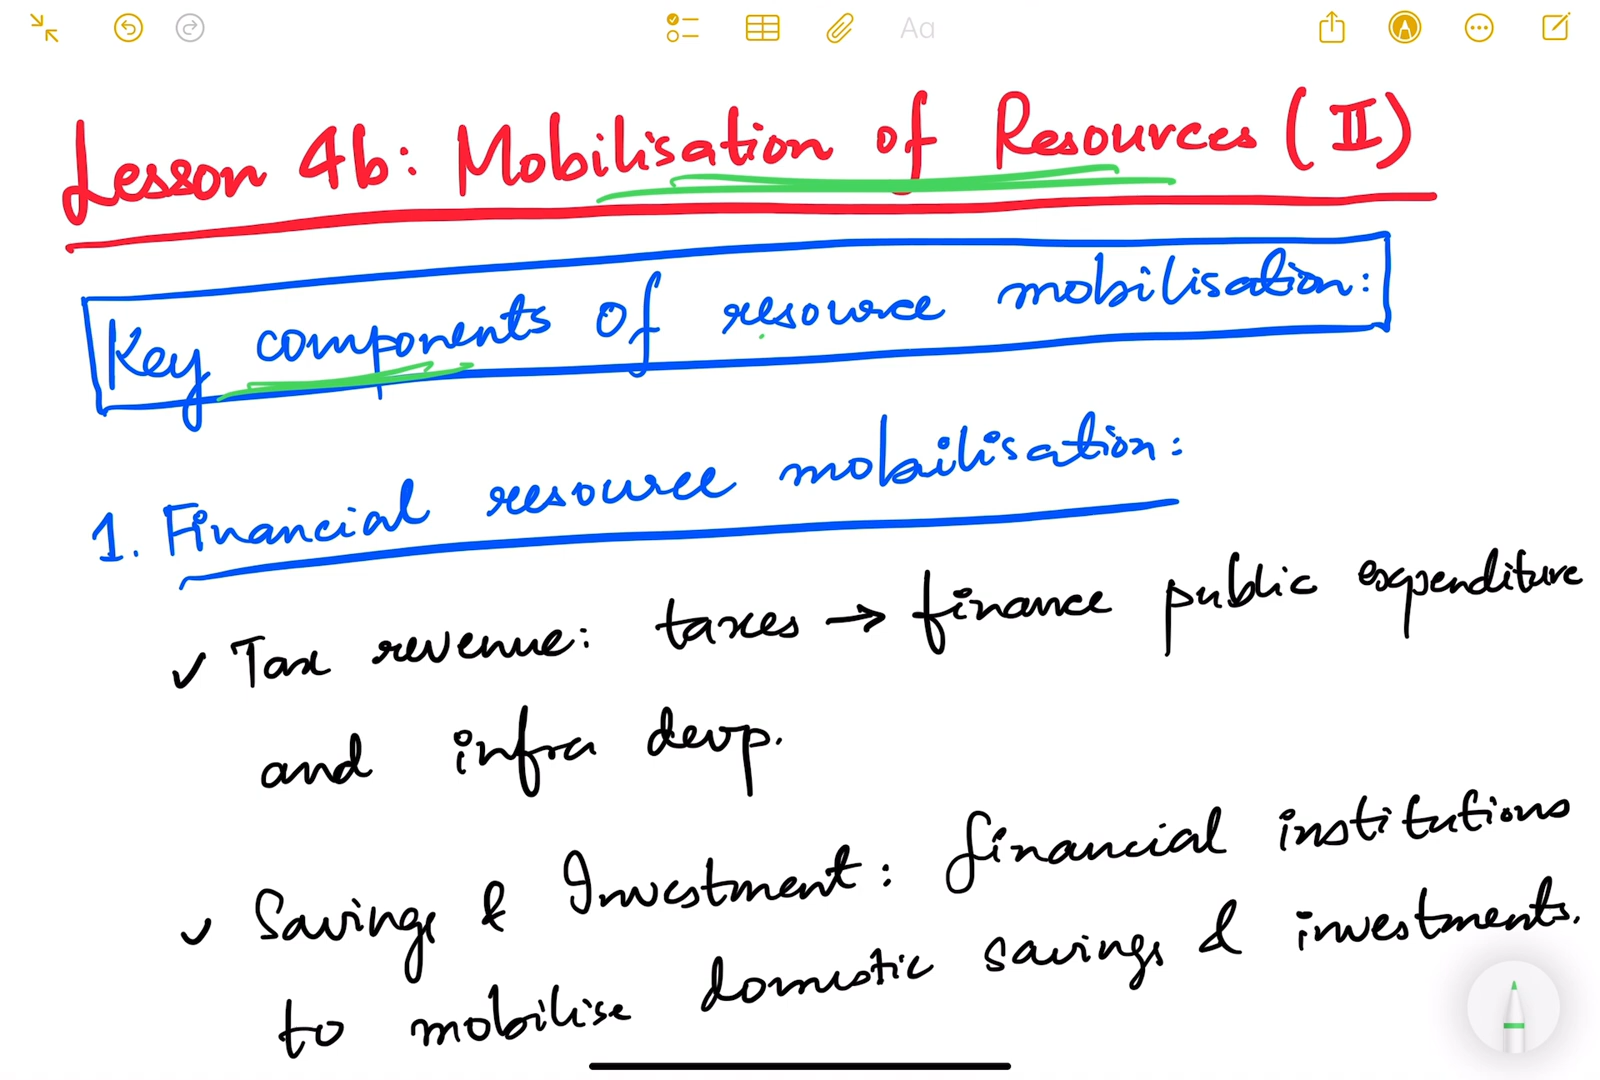 Aa
Lesson 4b: Mobilisation of Resources (II)
Key components of resource mobilisation:
1. Financial resource mobilisation:
✓ Tax revenue: taxes → finance public expenditure
and infra devp.
✓ Savings & Investment: financial institutions
to mobilise domestic savings & investments.